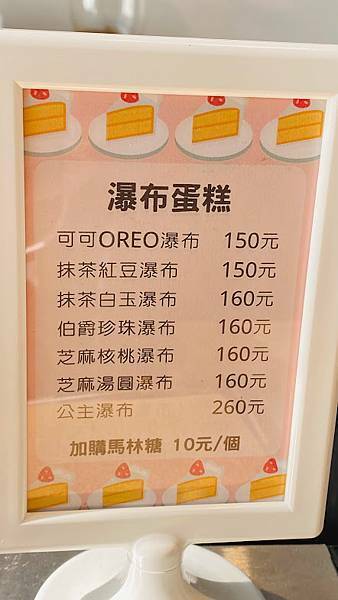 瀑布蛋糕
可可OREO瀑布 150元
抹茶紅豆瀑布 150元
抹茶白玉瀑布 160元
伯爵珍珠瀑布 160元
芝麻核桃瀑布 160元
芝麻湯圓瀑布 160元
公主瀑布 260元
加購馬林糖 10元/個